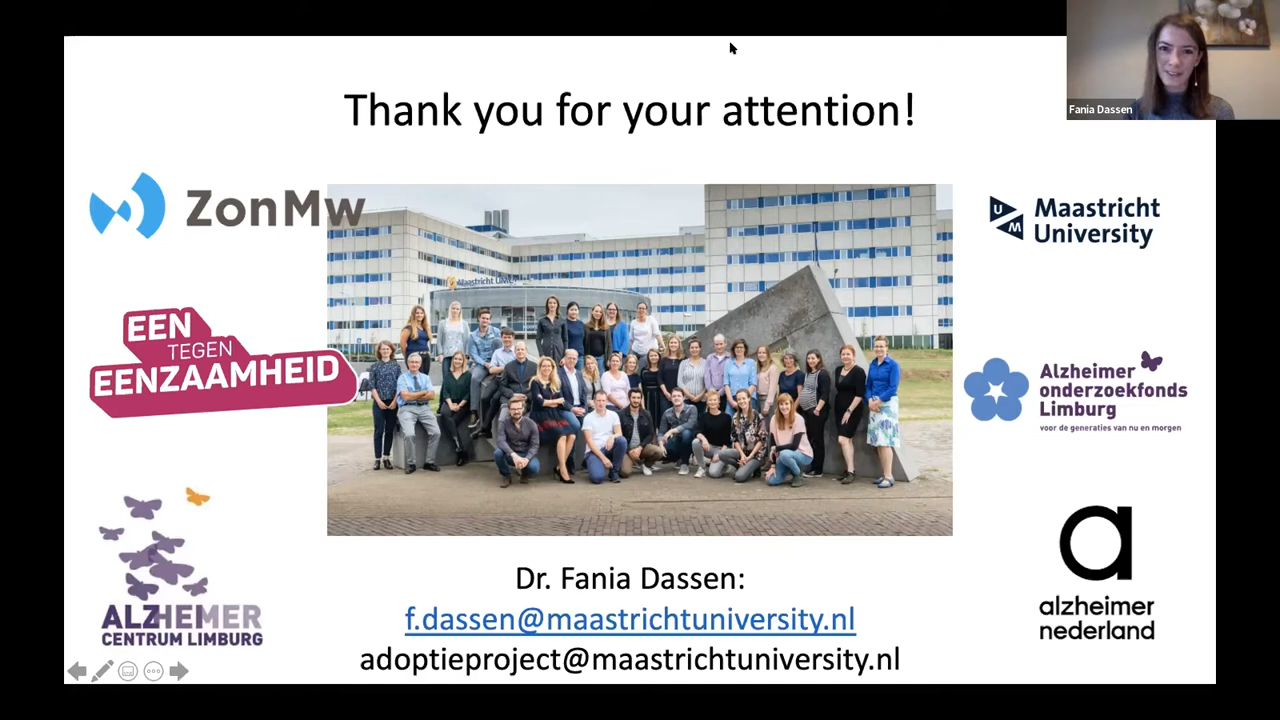 Thank you for your attention!
Fania Dassen
ZonMw
Maastricht
University
EEN
TEGEN
EENZAAMHEID
Alzheimer
onderzoekfonds
Limburg
voor de generaties van nu en morgen
ALZHEIMER
CENTRUM LIMBURG
alzheimer
nederland
Dr. Fania Dassen:
f.dassen@maastrichtuniversity.nl
adoptieproject@maastrichtuniversity.nl